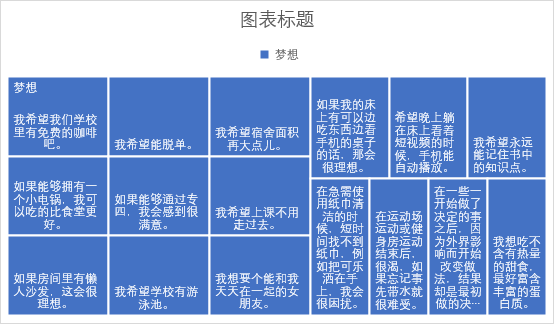 图表标题
梦想
梦想
我希望我们学校
里有免费的咖啡
吧。
我希望能脱单。
我希望宿舍面积
再大点儿。
如果我的床
上有可以边
吃东西边看
手机的桌子
的话，那会
很理想。
希望晚上躺
在床上看着
短视频的时
候，手机能
自动播放。
我希望永远
能记住书中
的知识点。
如果能够拥有一
个小电锅，我可
以吃的比食堂更
好。
如果能够通过专
四，我会感到很
满意。
我希望上课不用
走过去。
在急需使
用纸巾清
洁的时
候，短时
间找不到
纸巾，例
如把可乐
洒在手
上，我会
很困扰。
在运动场
运动或健
身房运动
结束后，
很渴，如
果忘记事
先带水就
很难受。
在一些一
开始做了
决定的事
之后，因
为外界影
响而开始
改变做
法，结果
却是最初
做的决…
我想吃不
含有热量
的甜食，
最好富含
丰富的蛋
白质。
如果房间里有懒
人沙发，这会很
理想。
我希望学校有游
泳池。
我想要个能和我
天天在一起的女
朋友。